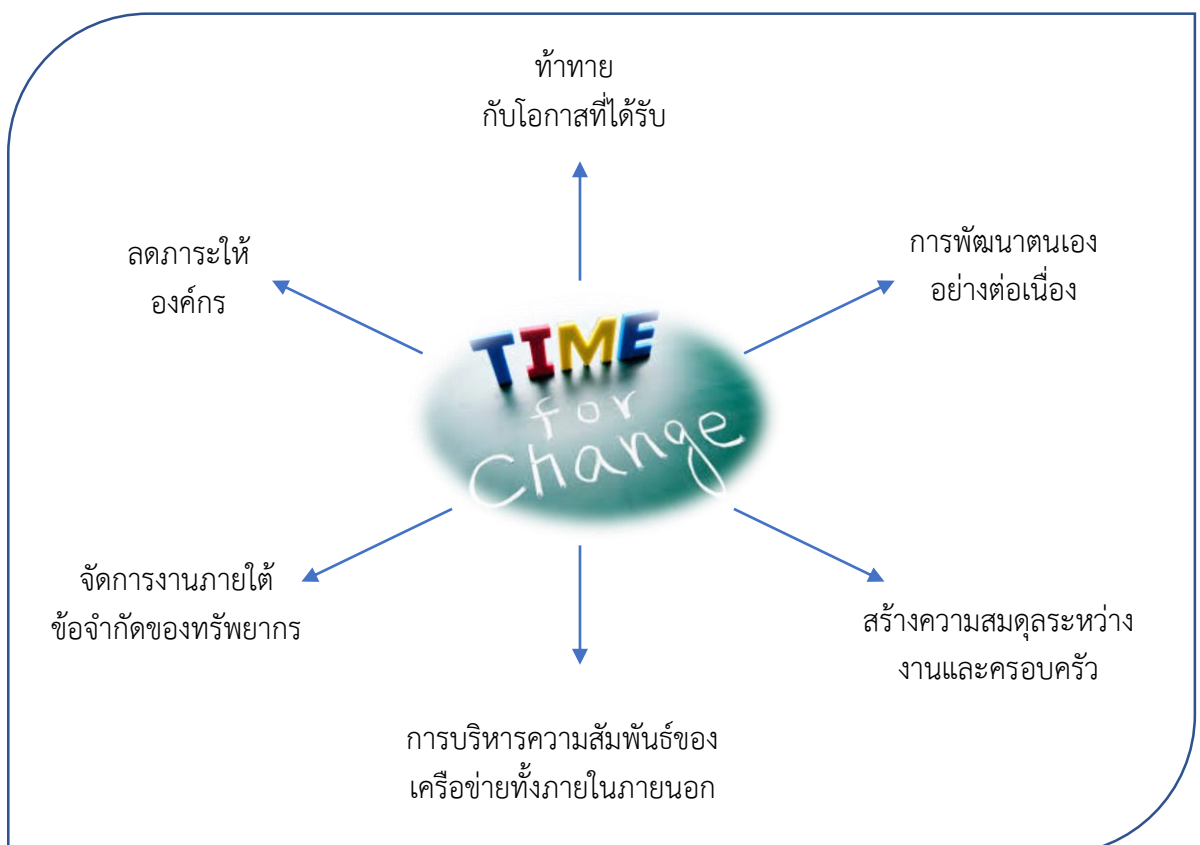 ท้าทาย
กับโอกาสที่ได้รับ
ลดภาระให้
องค์กร
การพัฒนาตนเอง
อย่างต่อเนื่อง
TIME
for
Change
จัดการงานภายใต้
ข้อจำกัดของทรัพยากร
สร้างความสมดุลระหว่าง
งานและครอบครัว
การบริหารความสัมพันธ์ของ
เครือข่ายทั้งภายในภายนอก